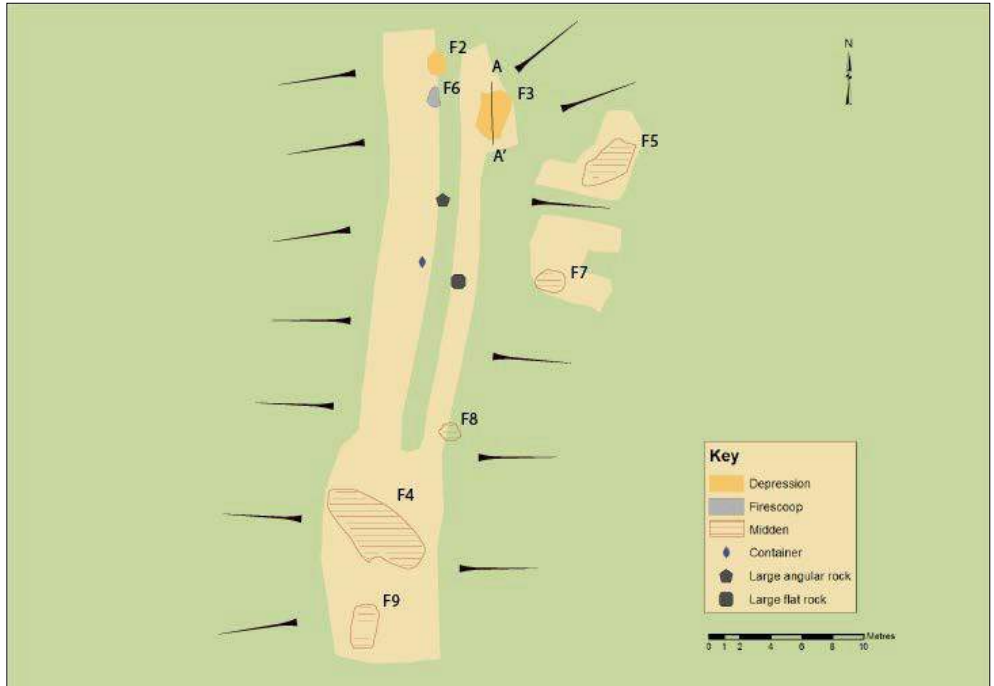 N
F2
A
F6
F3
F5
A'
F7
F8
F4
F9
Key
Depression
Firescoop
Midden
Container
Large angular rock
Large flat rock
Metres
0 1 2 4 6 8 10